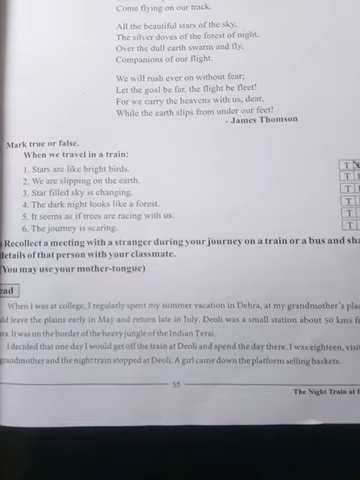 Come flying on our track.
All the beautiful stars of the sky,
The silver doves of the forest of night,
Over the dull earth swarm and fly,
Companions of our flight.
We will rush ever on without fear;
Let the goal be far, the flight be fleet!
For we carry the heavens with us, dear,
While the earth slips from under our feet!
- James Thomson
Mark true or false.
When we travel in a train:
1. Stars are like bright birds. T
2. We are slipping on the earth. T
3. Star filled sky is changing. T
4. The dark night looks like a forest. T
5. It seems as if trees are racing with us. T
6. The journey is scaring. T
) Recollect a meeting with a stranger during your journey on a train or a bus and sha
details of that person with your classmate.
(You may use your mother-tongue)
ead
When I was at college, I regularly spent my summer vacation in Dehra, at my grandmother's pla
uld leave the plains early in May and return late in July. Deoli was a small station about 50 kms f
ra. It was on the border of the heavy jungle of the Indian Terai.
I decided that one day I would get off the train at Deoli and spend the day there. I was eighteen, visi
grandmother and the night train stopped at Deoli. A girl came down the platform selling baskets.
55
The Night Train at